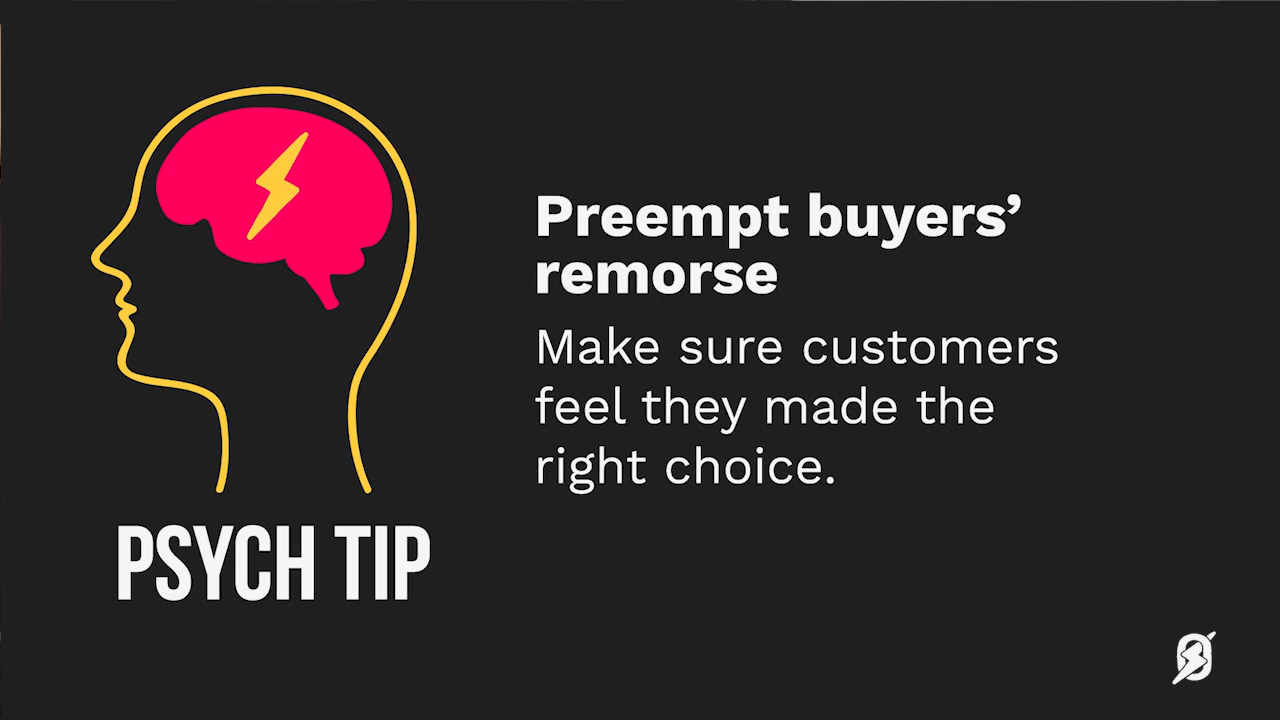 Preempt buyers’
remorse
Make sure customers
feel they made the
right choice.
PSYCH TIP